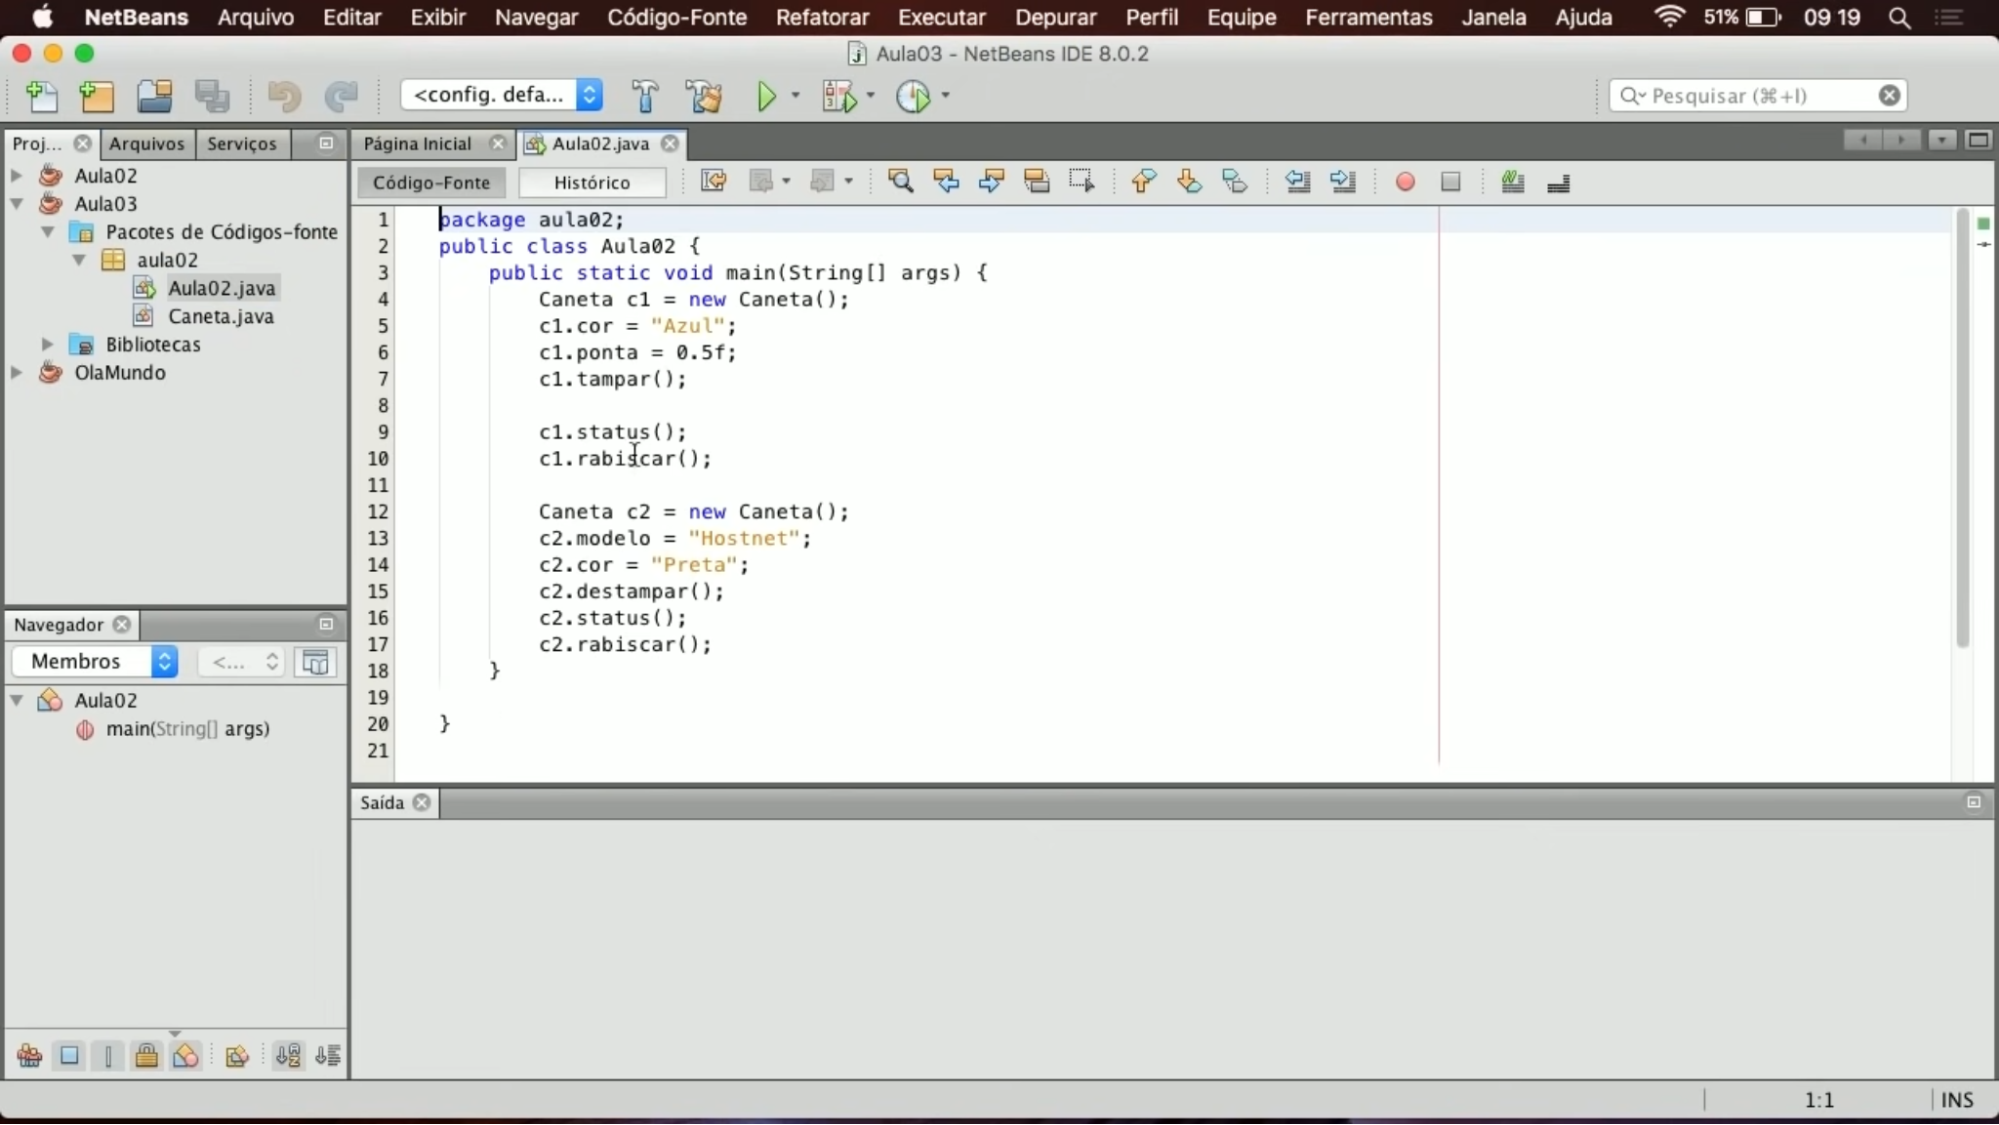 NetBeans Arquivo Editar Exibir Navegar Código-Fonte Refatorar Executar Depurar Perfil Equipe Ferramentas Janela Ajuda 51% 09 19
Aula03 - NetBeans IDE 8.0.2
<config. defa... Pesquisar (⌘+I)
Proj... Arquivos Serviços
Aula02
Aula03
Pacotes de Códigos-fonte
aula02
Aula02.java
Caneta.java
Bibliotecas
OlaMundo
Navegador
Membros <...
Aula02
main(String[] args)
Página Inicial Aula02.java
Código-Fonte Histórico
1 package aula02;
2 public class Aula02 {
3 public static void main(String[] args) {
4 Caneta c1 = new Caneta();
5 c1.cor = "Azul";
6 c1.ponta = 0.5f;
7 c1.tampar();
8
9 c1.status();
10 c1.rabiscar();
11
12 Caneta c2 = new Caneta();
13 c2.modelo = "Hostnet";
14 c2.cor = "Preta";
15 c2.destampar();
16 c2.status();
17 c2.rabiscar();
18 }
19
20 }
21
Saída
1:1 INS